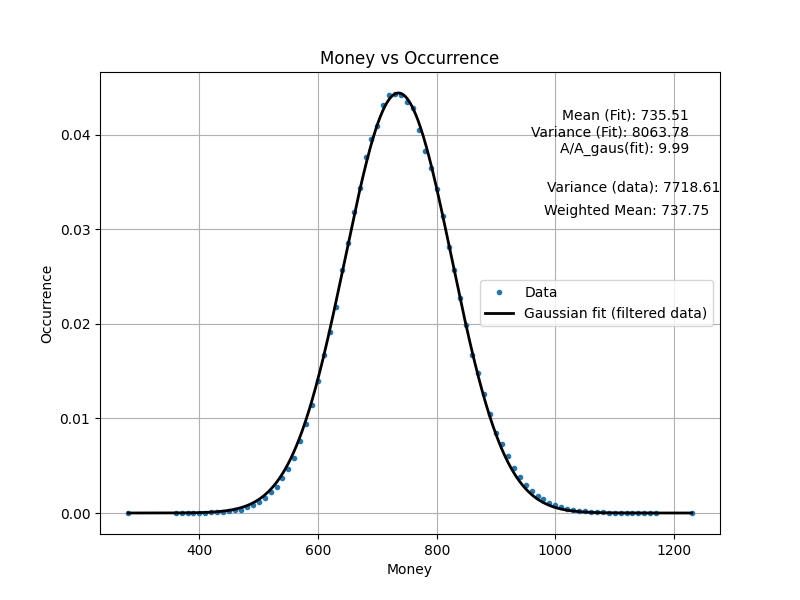 Money vs Occurrence
Mean (Fit): 735.51
Variance (Fit): 8063.78
A/A_gaus(fit): 9.99
Variance (data): 7718.61
Weighted Mean: 737.75
Data
Gaussian fit (filtered data)
Occurrence
0.04
0.03
0.02
0.01
0.00
400 600 800 1000 1200
Money